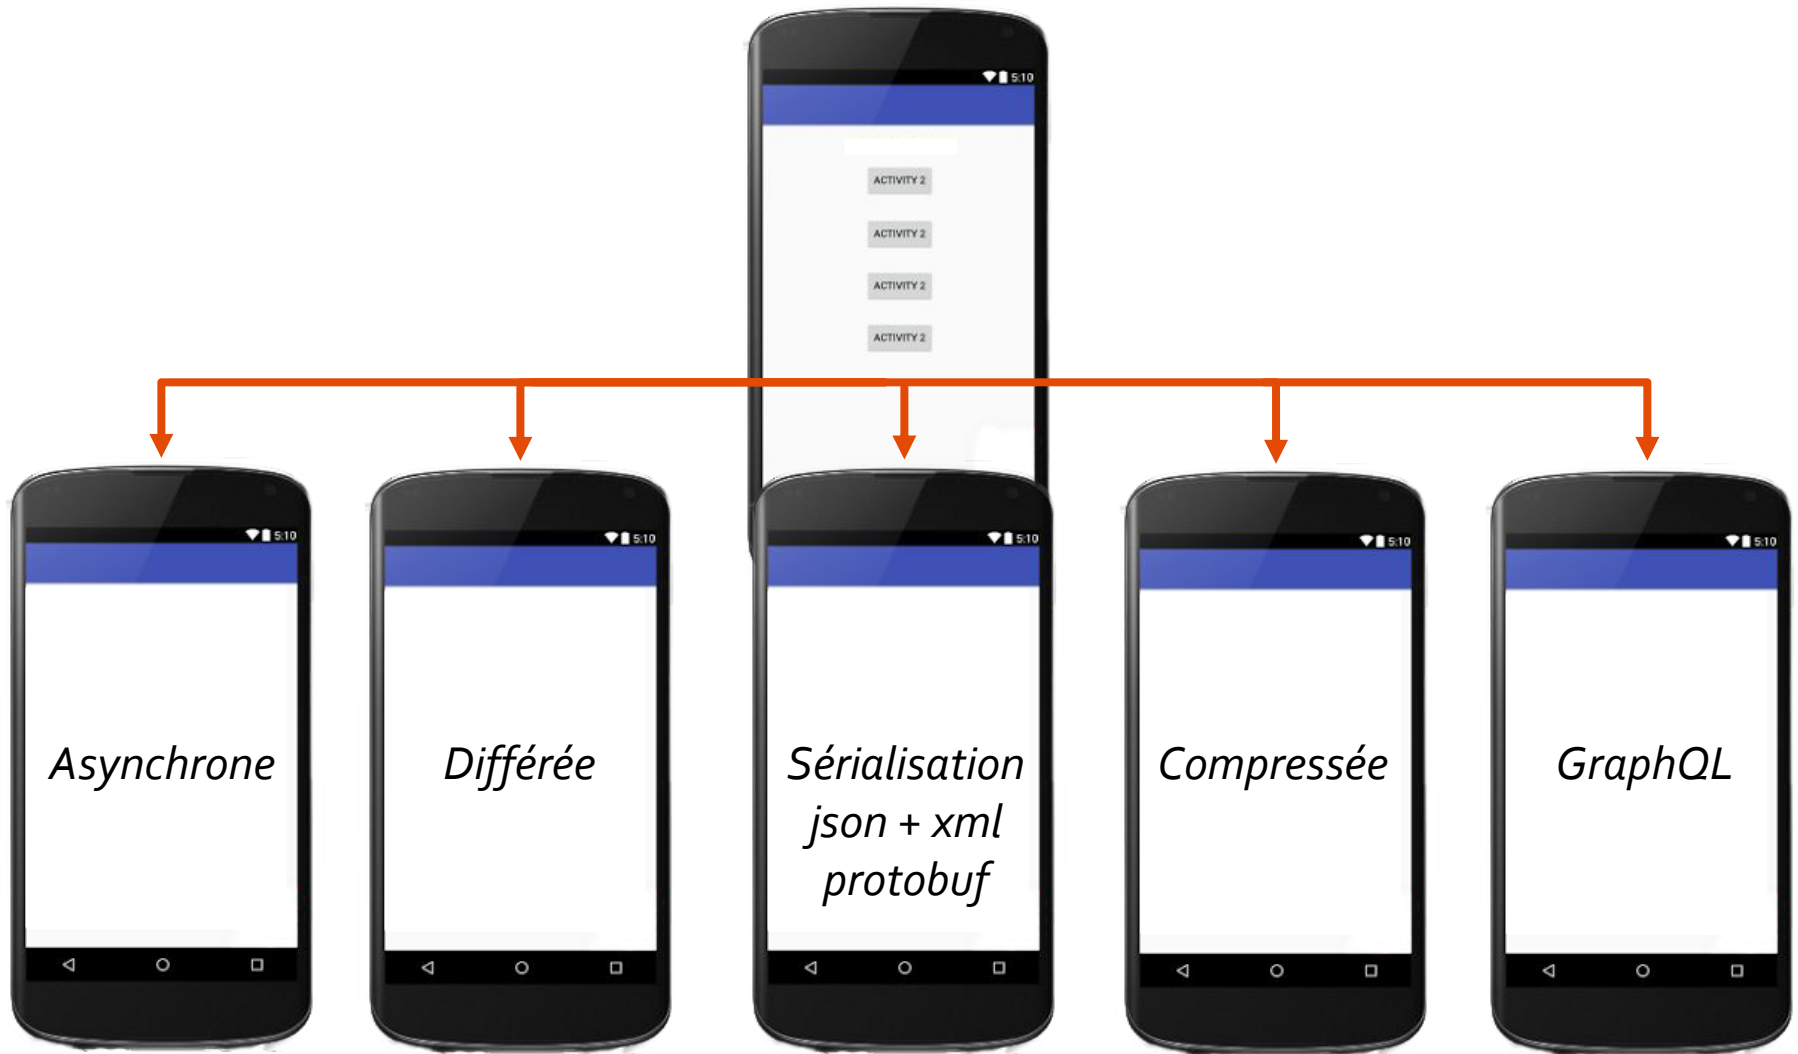 5:10
ACTIVITY 2
ACTIVITY 2
ACTIVITY 2
ACTIVITY 2
5:10
5:10
5:10
5:10
5:10
Asynchrone
Différée
Sérialisation
json + xml
protobuf
Compressée
GraphQL